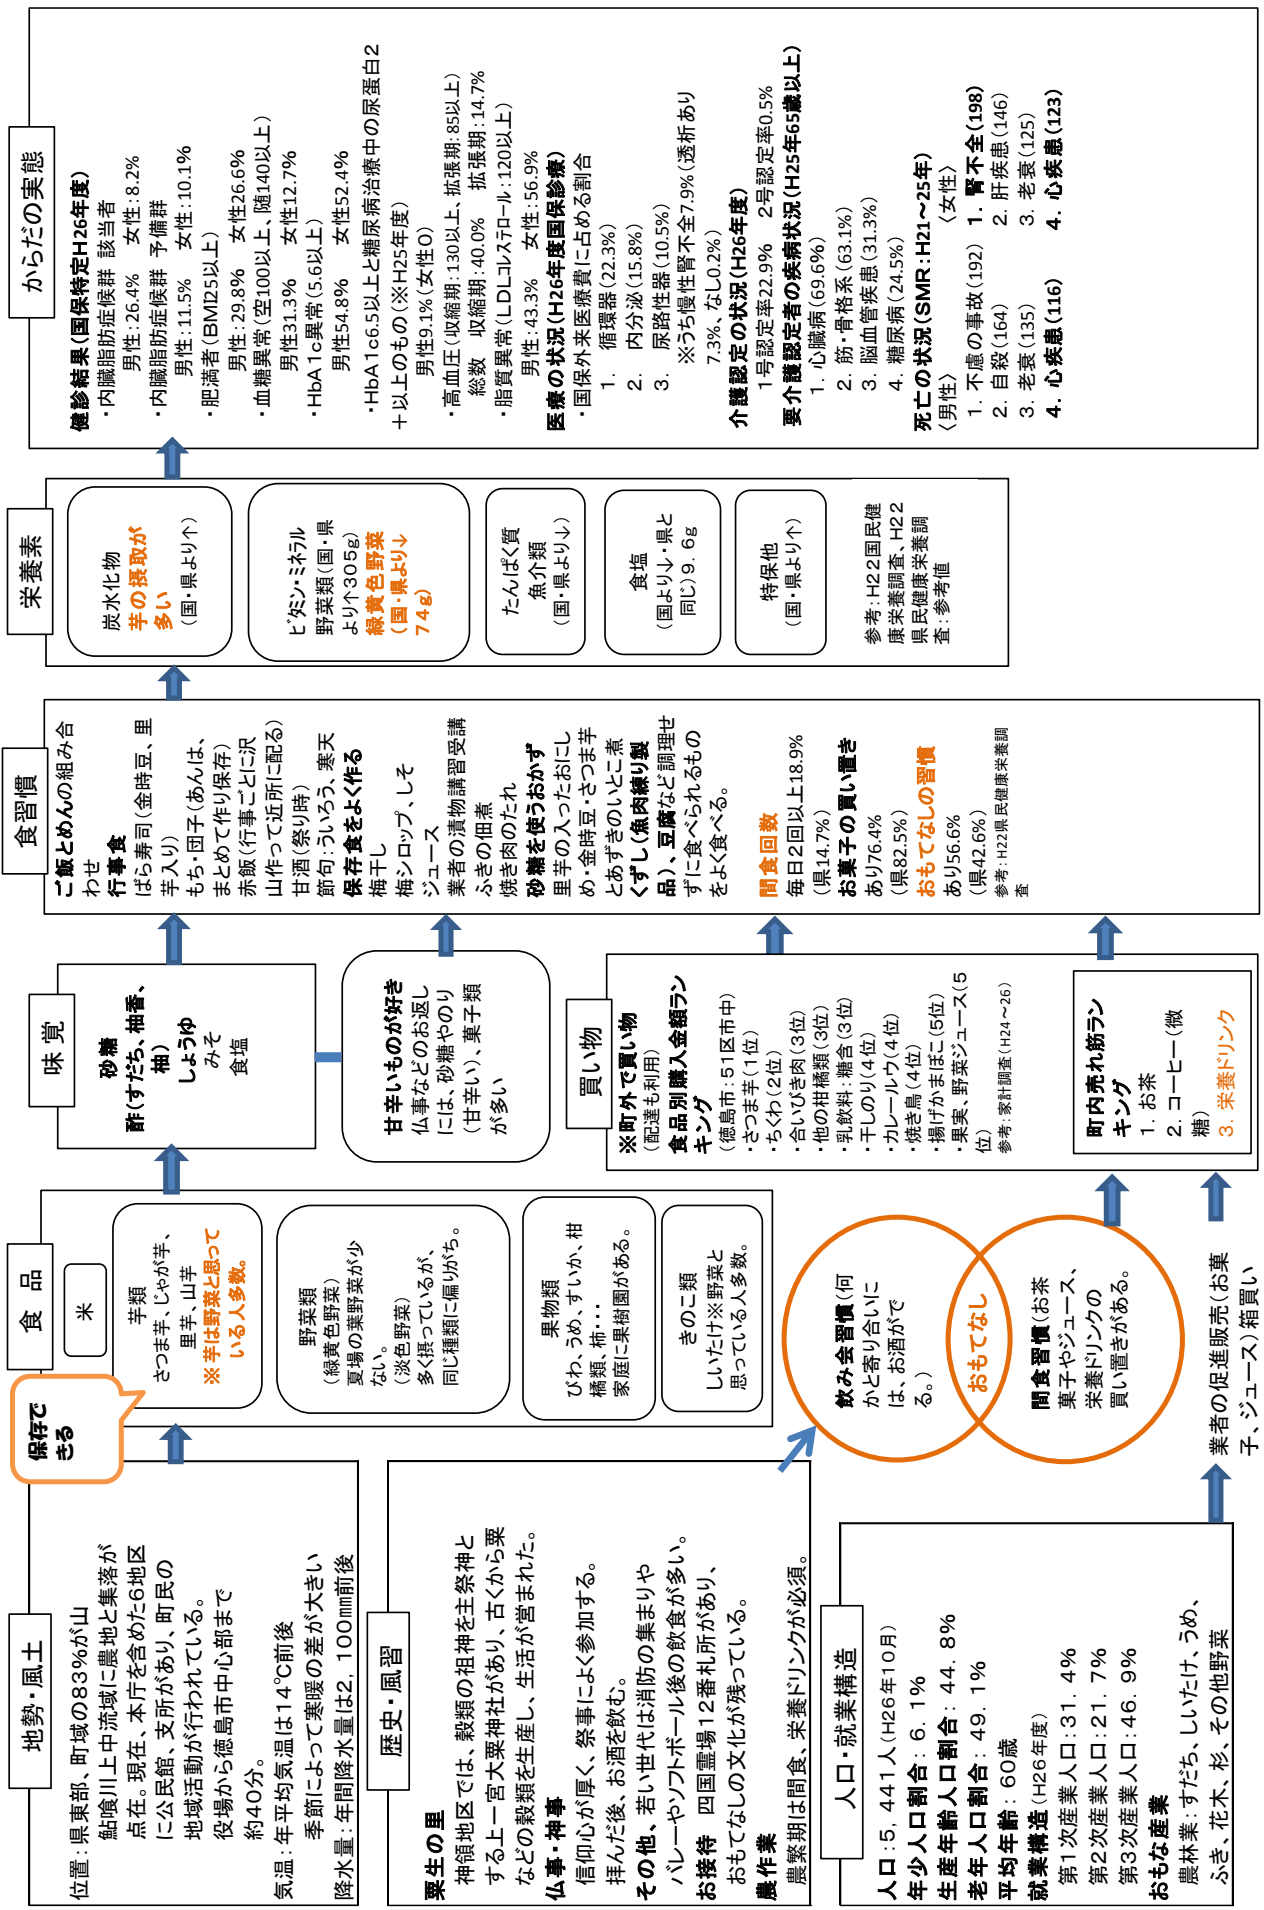 地勢・風土
位置：県東部、町域の83％が山
鮎喰川上中流域に農地と集落が
点在。現在、本庁を含めた6地区
に公民館、支所があり、町民の
地域活動が行われている。
役場から徳島市中心部まで
約40分。
気温：年平均気温は14℃前後
季節によって寒暖の差が大きい
降水量：年間降水量は2，100㎜前後
歴史・風習
粟生の里
神領地区では、穀類の祖神を主祭神と
する上一宮大粟神社があり、古くから粟
などの穀類を生産し、生活が営まれた。
仏事・神事
信仰心が厚く、祭事によく参加する。
拝んだ後、お酒を飲む。
その他、若い世代は消防の集まりや
バレーやソフトボール後の飲食が多い。
お接待　四国霊場12番札所があり、
おもてなしの文化が残っている。
農作業
農繁期は間食、栄養ドリンクが必須。
人口・就業構造
人口：5，441人（H26年10月）
年少人口割合：6．1％
生産年齢人口割合：44．8％
老年人口割合：49．1％
平均年齢：60歳
就業構造（H26年度）
第1次産業人口：31．4％
第2次産業人口：21．7％
第3次産業人口：46．9％
おもな産業
農林業：すだち、しいたけ、うめ、
ふき、花木、杉、その他野菜
保存で
きる
食　品
米
芋類
さつま芋、じゃが芋、
里芋、山芋
※芋は野菜と思って
いる人多数。
野菜類
（緑黄色野菜）
夏場の葉野菜が少
ない。
（淡色野菜）
多く摂っているが、
同じ種類に偏りがち。
果物類
びわ、うめ、すいか、柑
橘類、柿・・・
家庭に果樹園がある。
きのこ類
しいたけ※野菜と
思っている人多数。
飲み会習慣（何
かと寄り合いに
は、お酒がで
る。）
おもてなし
間食習慣（お茶
菓子やジュース、
栄養ドリンクの
買い置きがある。
業者の促進販売（お菓
子、ジュース）箱買い
味　覚
砂糖
酢（すだち、柚香、
柚）
しょうゆ
みそ
食塩
甘辛いものが好き
仏事などのお返し
には、砂糖やのり
（甘辛い）、菓子類
が多い
買い物
※町外で買い物
（配達も利用）
食品別購入金額ラン
キング
（徳島市：51区市中）
・さつま芋（1位）
・ちくわ（2位）
・合いびき肉（3位）
・他の柑橘類（3位）
・乳飲料：糖含（3位）
・干しのり（4位）
・カレールウ（4位）
・焼き鳥（4位）
・揚げかまぼこ（5位）
・果実、野菜ジュース（5
位）
参考：家計調査（H24～26）
町内売れ筋ラン
キング
1．お茶
2．コーヒー（微
糖）
3．栄養ドリンク
食習慣
ご飯とめんの組み合
わせ
行事食
ばら寿司（金時豆、里
芋入り）
もち・団子（あんは、
まとめて作り保存）
赤飯（行事ごとに沢
山作って近所に配る）
甘酒（祭り時）
節句：ういろう、寒天
保存食をよく作る
梅干し
梅シロップ、しそ
ジュース
業者の漬物講習受講
ふきの佃煮
焼き肉のたれ
砂糖を使うおかず
里芋の入ったおにし
め・金時豆・さつま芋
とあずきのいとこ煮
くずし（魚肉練り製
品）、豆腐など調理せ
ずに食べられるもの
をよく食べる。
間食回数
毎日2回以上18.9％
（県14.7％）
お菓子の買い置き
あり76.4％
（県82.5％）
おもてなしの習慣
あり56.6％
（県42.6％）
参考：H22県民健康栄養調
査
栄養素
炭水化物
芋の摂取が
多い
（国・県より↑）
ビタミン・ミネラル
野菜類（国・県
より↑305g）
緑黄色野菜
（国・県より↓
74g）
たんぱく質
魚介類
（国・県より↓）
食塩
（国より↓・県と
同じ）9．6g
特保他
（国・県より↑）
参考：H22国民健
康栄養調査、H22
県民健康栄養調
査：参考値
からだの実態
健診結果（国保特定H26年度）
・内臓脂肪症候群　該当者
男性：26.4％　女性：8.2％
・内臓脂肪症候群　予備群
男性：11.5％　女性：10.1％
・肥満者（BMI25以上）
男性：29.8％　女性26.6％
・血糖異常（空100以上、随140以上）
男性31.3％　女性12.7％
・HbA1c異常（5.6以上）
男性54.8％　女性52.4％
・HbA1c6.5以上と糖尿病治療中の尿蛋白2
＋以上のもの（※H25年度）
男性9.1％（女性0）
・高血圧（収縮期：130以上、拡張期：85以上）
総数　収縮期：40.0％　拡張期：14.7％
・脂質異常（LDLコレステロール：120以上）
男性：43.3％　女性：56.9％
医療の状況（H26年度国保診療）
・国保外来医療費に占める割合
1.　循環器（22.3％）
2.　内分泌（15.8％）
3.　尿路性器（10.5％）
※うち慢性腎不全7.9％（透析あり
7.3％、なし0.2％）
介護認定の状況（H26年度）
1号認定率22.9％　2号認定率0.5％
要介護認定者の疾病状況（H25年65歳以上）
1. 心臓病（69.6％）
2. 筋・骨格系（63.1％）
3. 脳血管疾患（31.3％）
4. 糖尿病（24.5％）
死亡の状況（SMR：H21～25年）
〈男性〉　〈女性〉
1. 不慮の事故（192）　1. 腎不全（198）
2. 自殺（164）　2. 肝疾患（146）
3. 老衰（135）　3. 老衰（125）
4. 心疾患（116）　4. 心疾患（123）